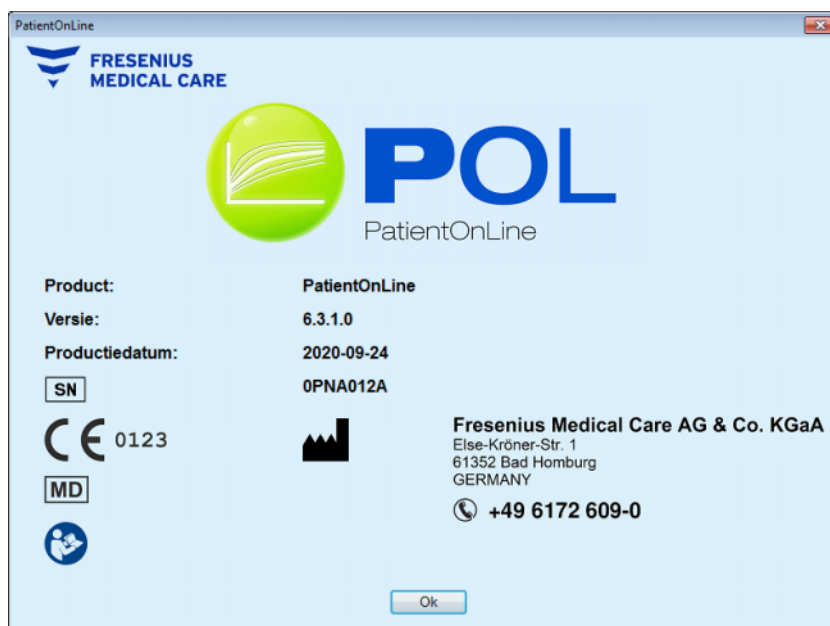 PatientOnLine
FRESENIUS
MEDICAL CARE
POL
PatientOnLine
Product: PatientOnLine
Versie: 6.3.1.0
Productiedatum: 2020-09-24
SN 0PNA012A
CE 0123
Fresenius Medical Care AG & Co. KGaA
Else-Kröner-Str. 1
61352 Bad Homburg
GERMANY
+49 6172 609-0
MD
Ok